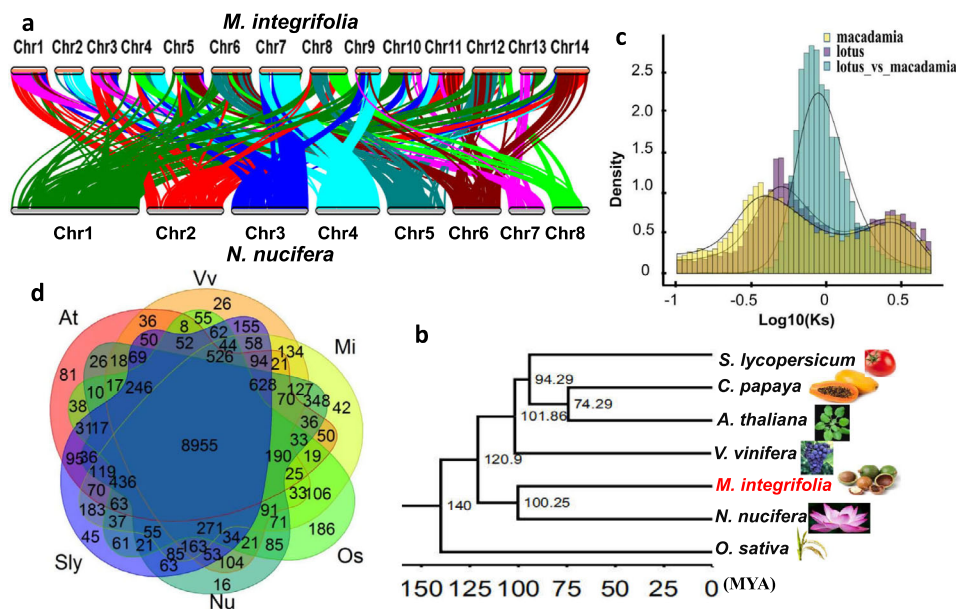 a
M. integrifolia
Chr1 Chr2 Chr3 Chr4 Chr5 Chr6 Chr7 Chr8 Chr9 Chr10 Chr11 Chr12 Chr13 Chr14
Chr1 Chr2 Chr3 Chr4 Chr5 Chr6 Chr7 Chr8
N. nucifera
c
macadamia
lotus
lotus_vs_macadamia
2.5
2.0
1.5
1.0
0.5
0
Density
-1 -0.5 0 0.5
Log10(Ks)
d
Vv
At
Mi
Sly
Os
Nu
26
36 8 55 155
50 52 62 44 58 134
26 18 69 526 94 21
81 10 17 246 628 70 127 348 42
38 36
31 17 8955 33 50
95 36 190 19
119 436 25
70 33 106
183 63 91
37 271 71 186
45 61 21 55 163 34 21 85
63 85 53 104
16
b
S. lycopersicum
94.29
C. papaya
74.29
A. thaliana
101.86
V. vinifera
120.9
M. integrifolia
140
100.25
N. nucifera
O. sativa
150 125 100 75 50 25 0 (MYA)